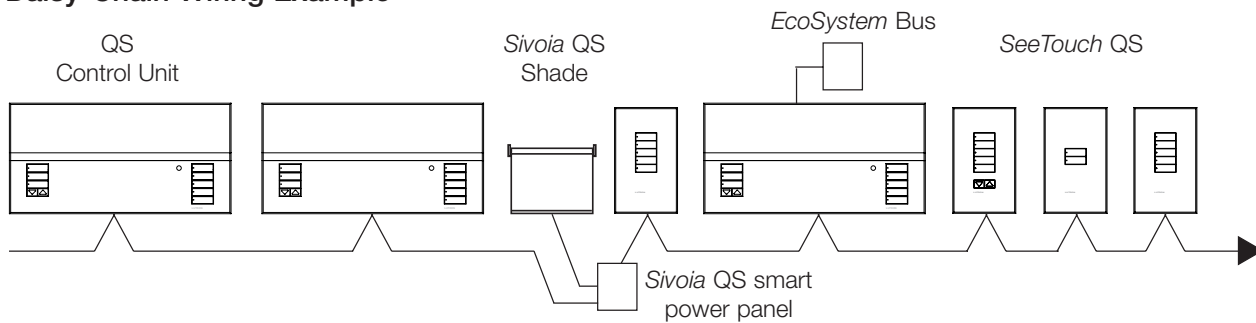 Daisy-Chain Wiring Example
QS
Control Unit
Sivoia QS
Shade
EcoSystem Bus
SeeTouch QS
Sivoia QS smart
power panel